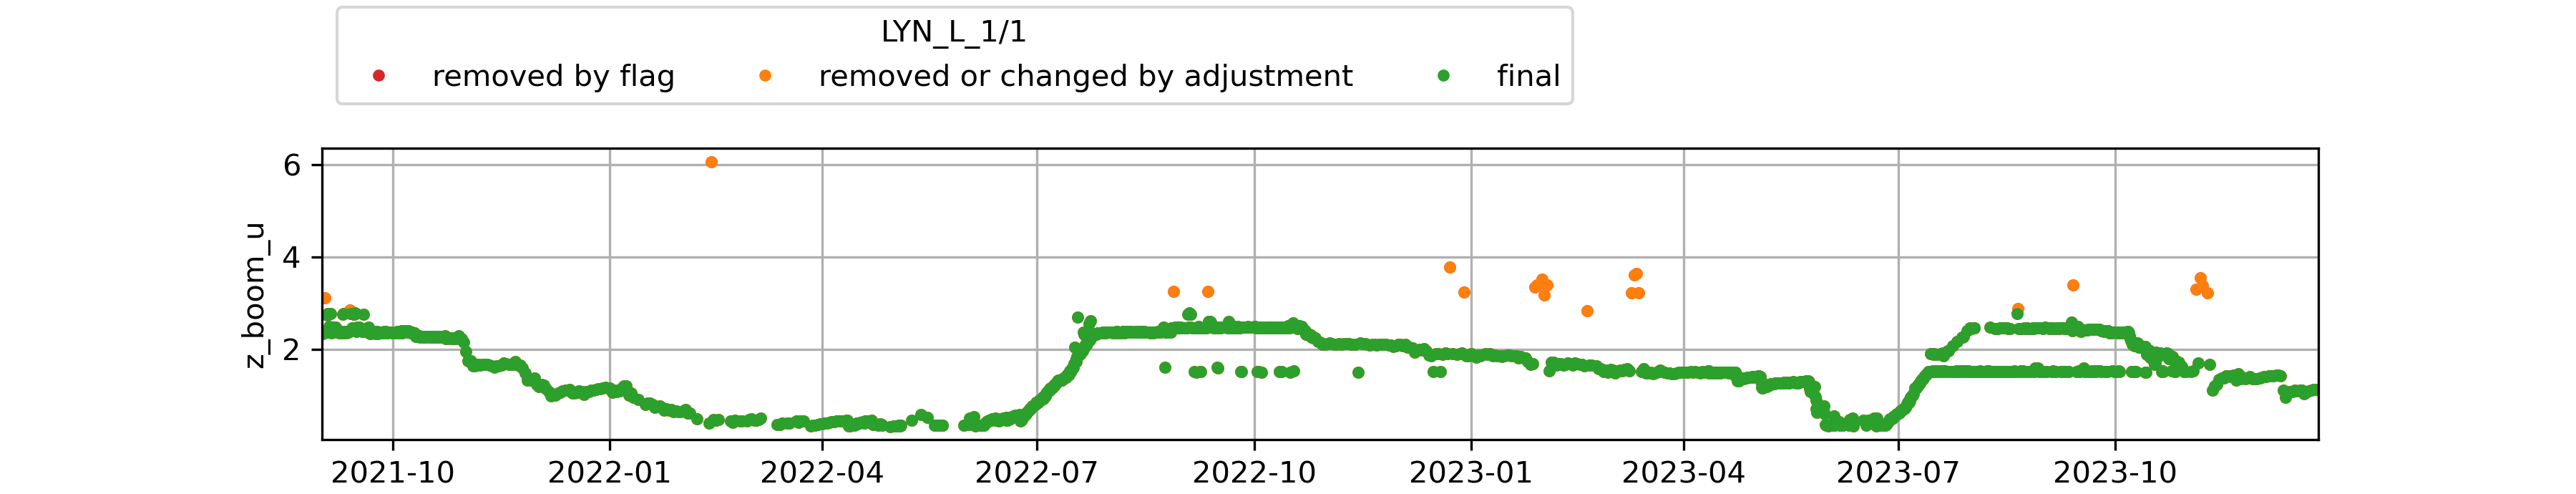 LYN_L_1/1
removed by flag
removed or changed by adjustment
final
z_boom_u
6
4
2
2021-10
2022-01
2022-04
2022-07
2022-10
2023-01
2023-04
2023-07
2023-10